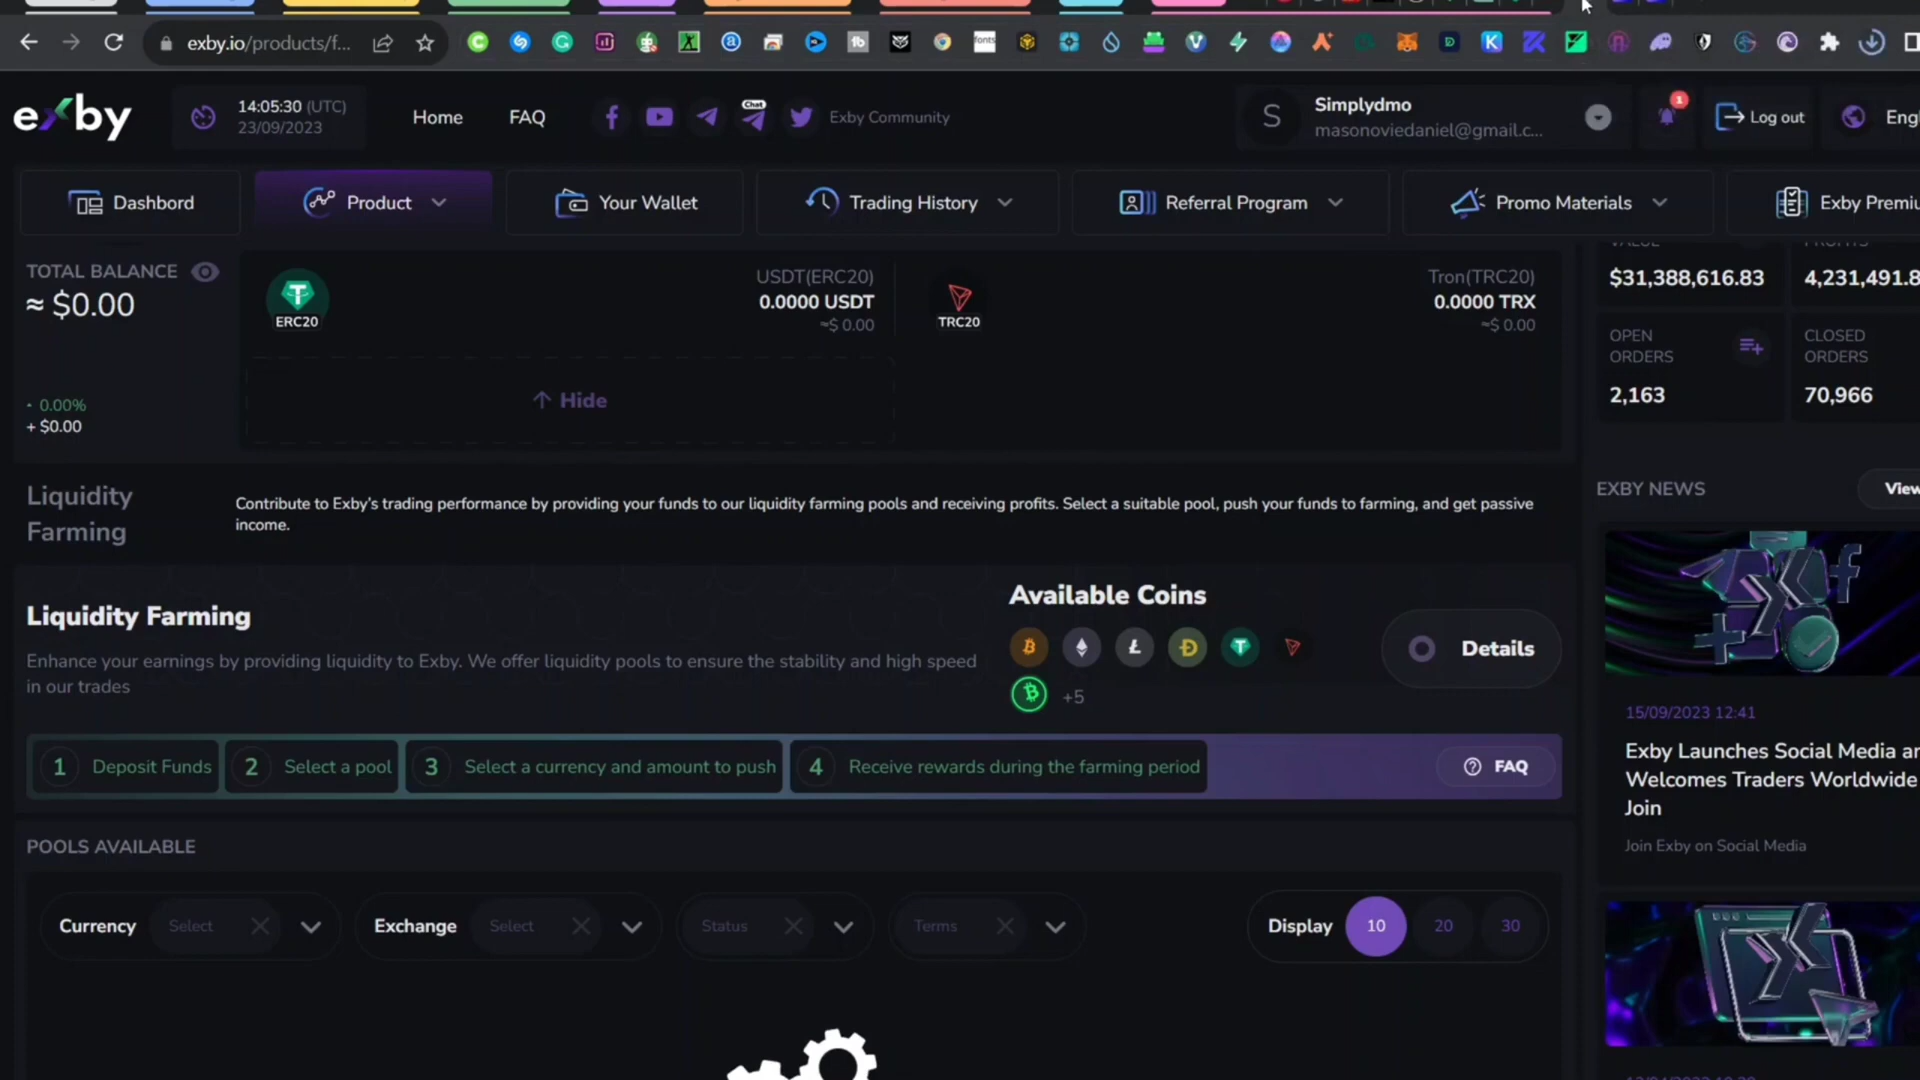 exby.io/products/f...
exby
14:05:30 (UTC)
23/09/2023
Home
FAQ
Chat
Exby Community
S
Simplydmo
masonoviedaniel@gmail.c...
1
Log out
Engl
Dashbord
Product
Your Wallet
Trading History
Referral Program
Promo Materials
Exby Premiu
TOTAL BALANCE
≈ $0.00
0.00%
+ $0.00
ERC20
USDT(ERC20)
0.0000 USDT
≈$ 0.00
TRC20
Tron(TRC20)
0.0000 TRX
≈$ 0.00
Hide
VALUE
$31,388,616.83
PROFITS
4,231,491.8
OPEN
ORDERS
2,163
CLOSED
ORDERS
70,966
Liquidity
Farming
Contribute to Exby's trading performance by providing your funds to our liquidity farming pools and receiving profits. Select a suitable pool, push your funds to farming, and get passive
income.
Liquidity Farming
Enhance your earnings by providing liquidity to Exby. We offer liquidity pools to ensure the stability and high speed
in our trades
Available Coins
+5
Details
1 Deposit Funds
2 Select a pool
3 Select a currency and amount to push
4 Receive rewards during the farming period
FAQ
POOLS AVAILABLE
Currency Select
Exchange Select
Status
Terms
Display 10 20 30
EXBY NEWS
View
15/09/2023 12:41
Exby Launches Social Media an
Welcomes Traders Worldwide
Join
Join Exby on Social Media